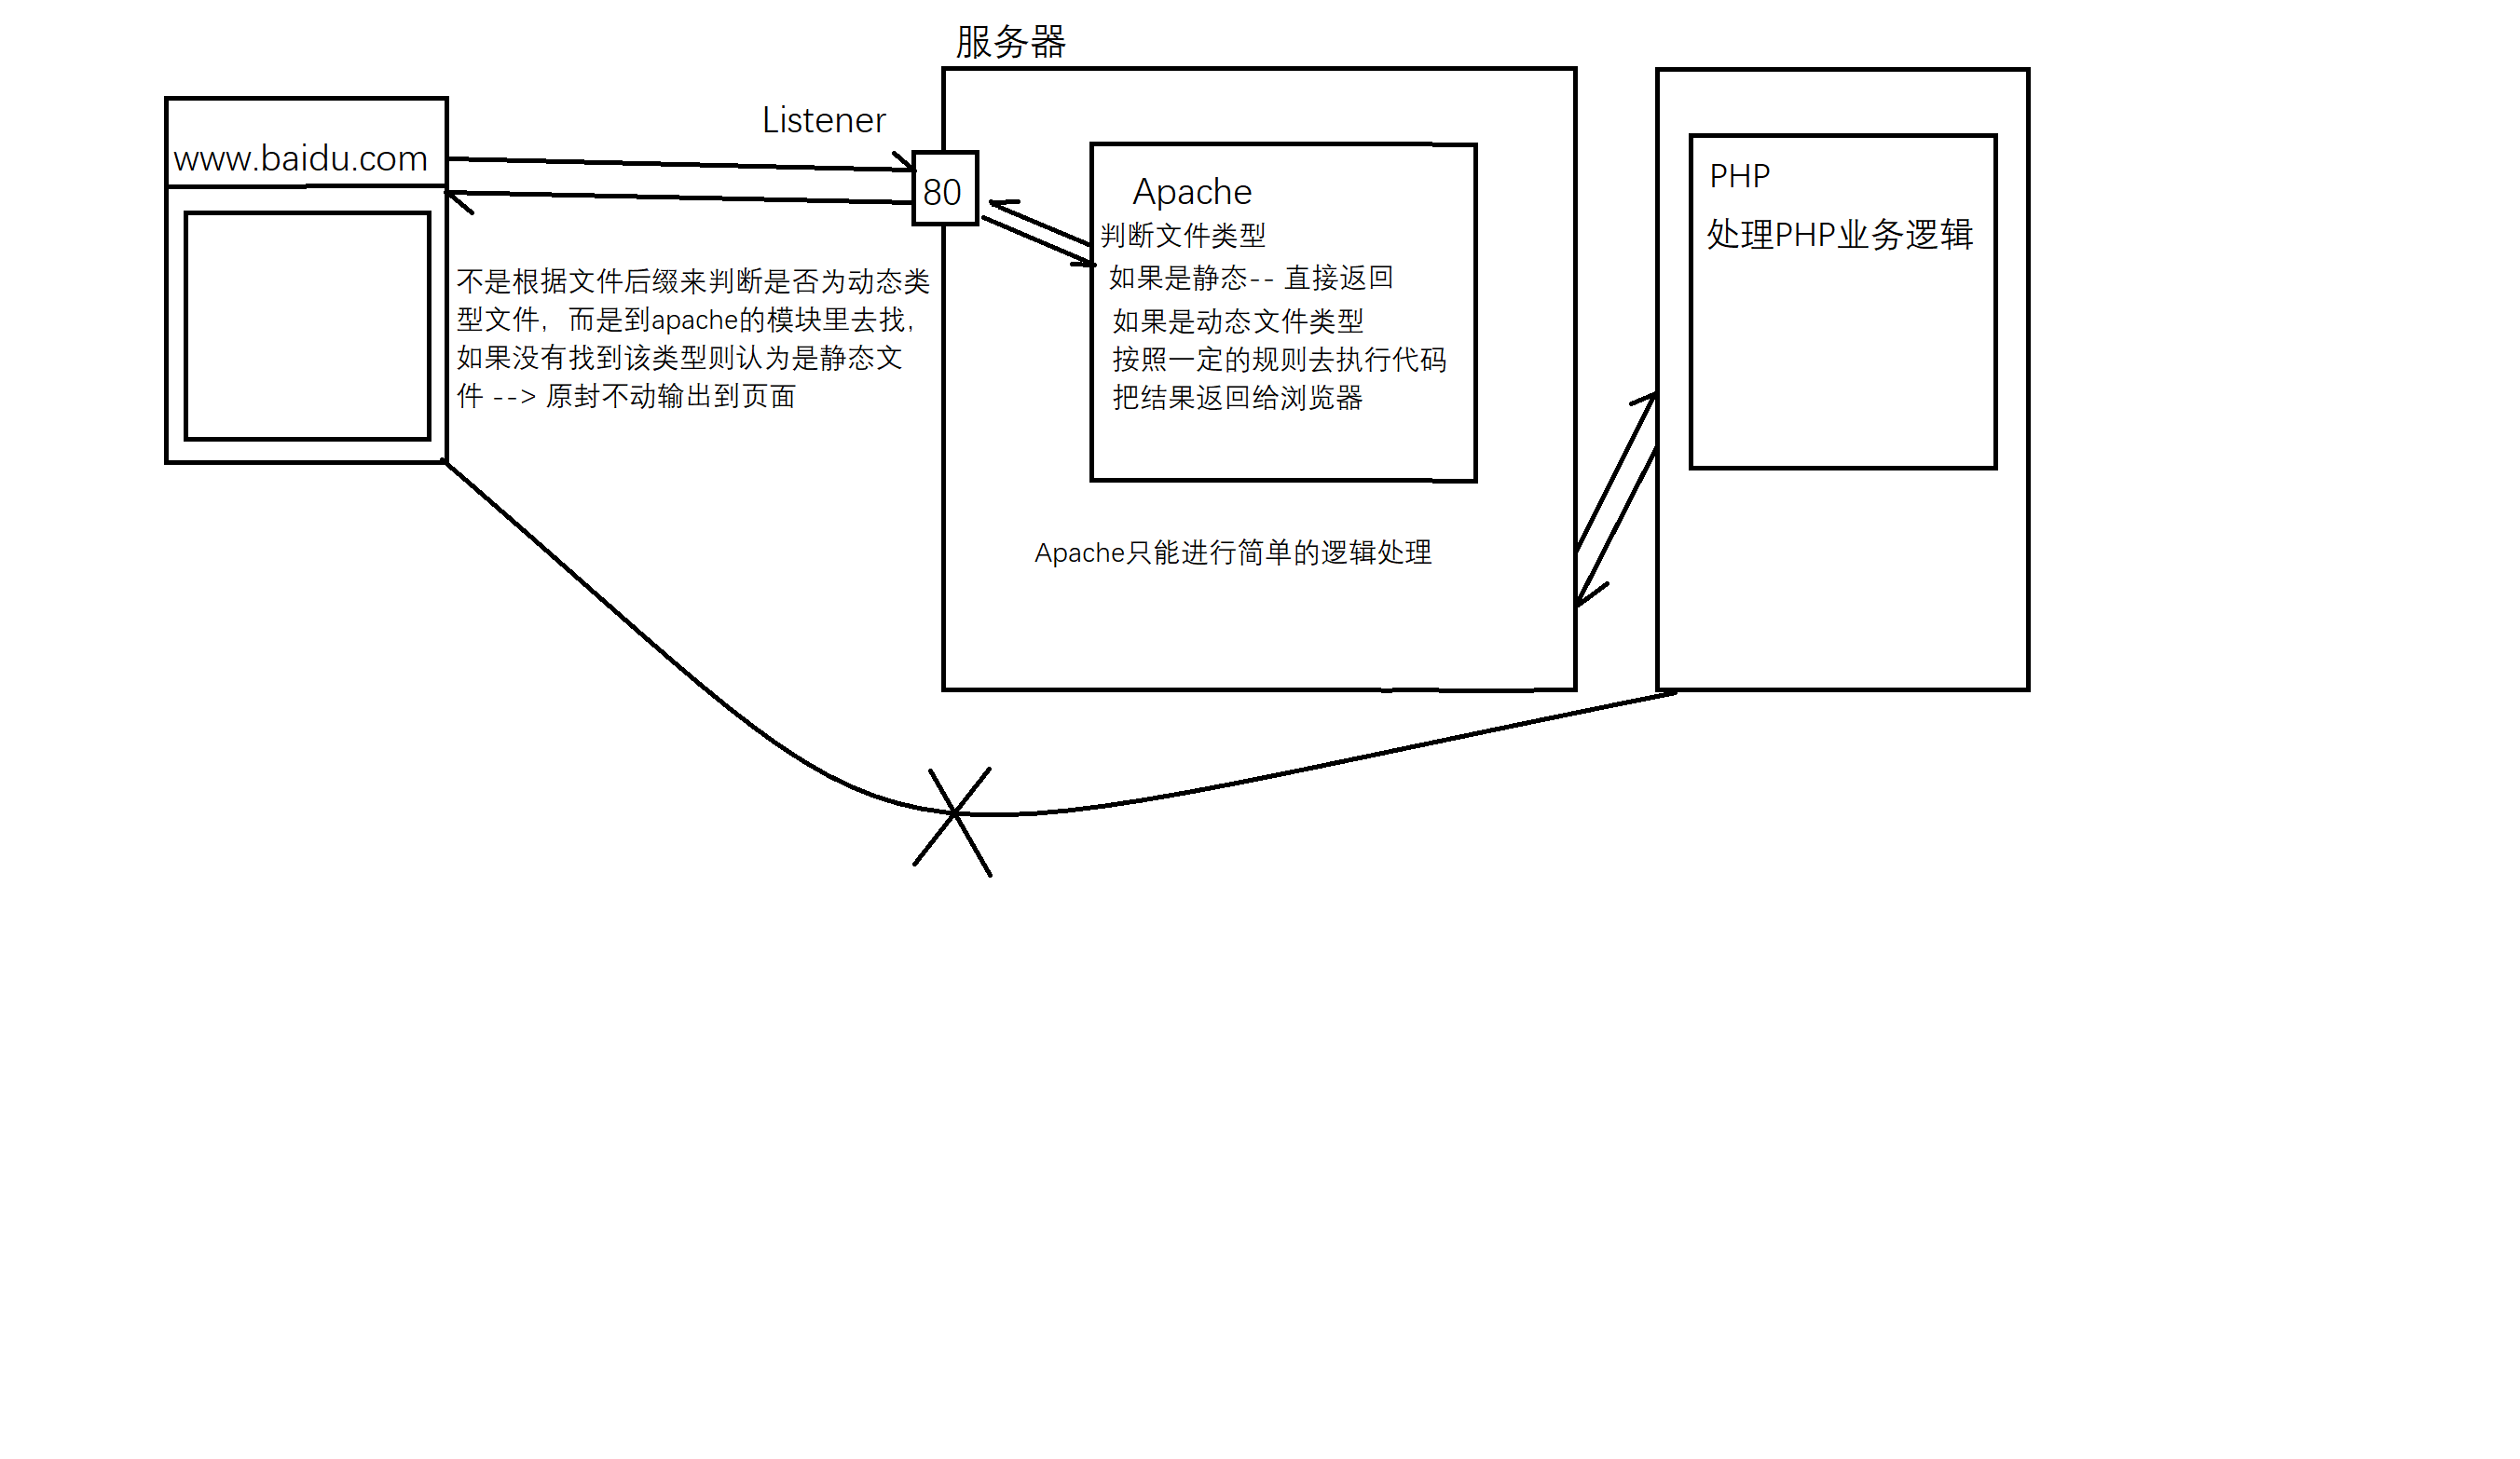 服务器
Listener
www.baidu.com
80
不是根据文件后缀来判断是否为动态类
型文件，而是到apache的模块里去找，
如果没有找到该类型则认为是静态文
件 --> 原封不动输出到页面
Apache
判断文件类型
如果是静态-- 直接返回
如果是动态文件类型
按照一定的规则去执行代码
把结果返回给浏览器
Apache只能进行简单的逻辑处理
PHP
处理PHP业务逻辑